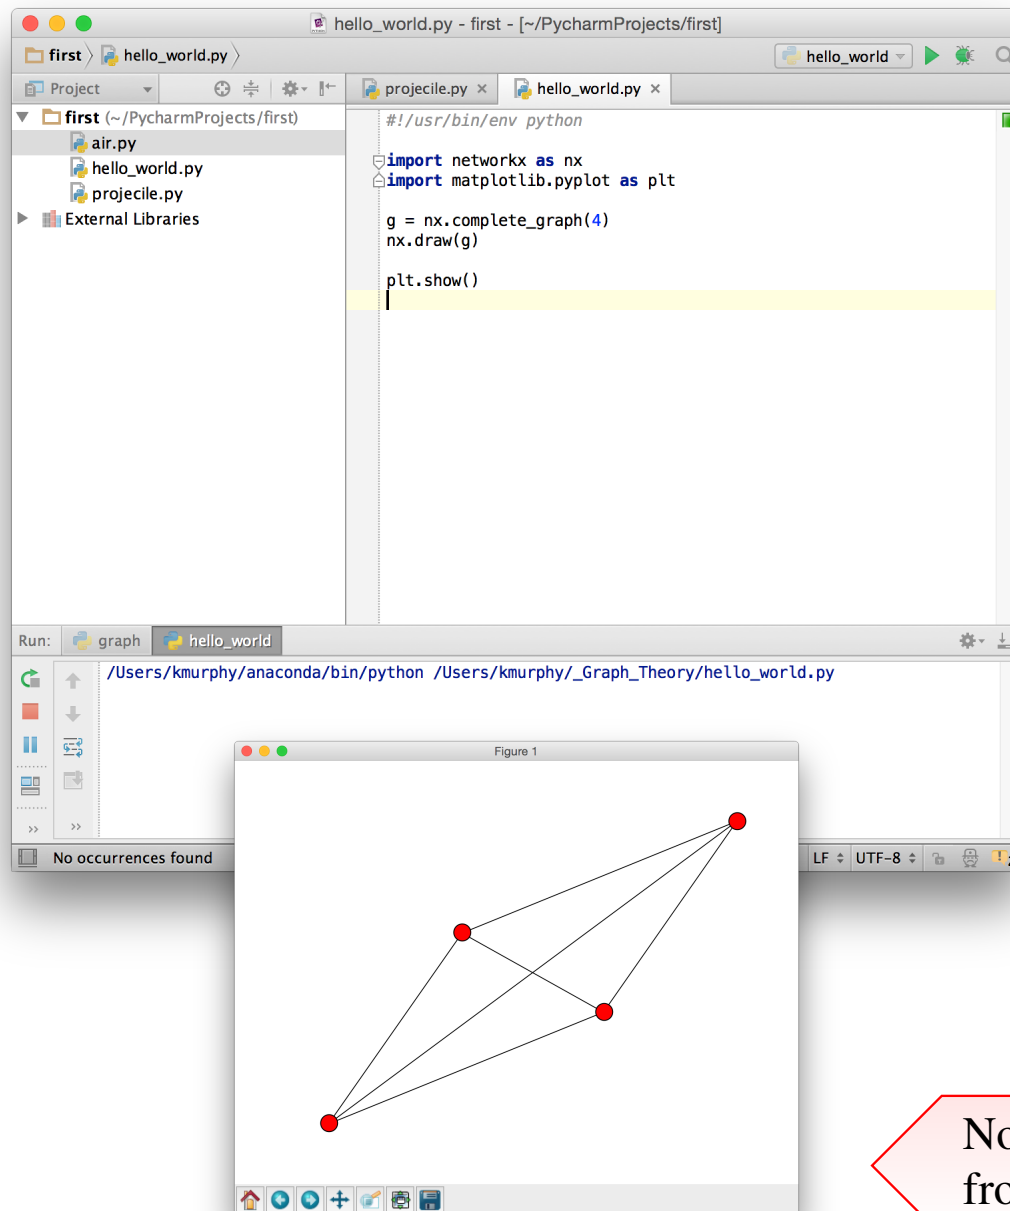 hello_world.py - first - [~/PycharmProjects/first]
first hello_world.py
hello_world
Project
projecile.py
hello_world.py
first (~/PycharmProjects/first)
air.py
hello_world.py
projecile.py
External Libraries
#!/usr/bin/env python
import networkx as nx
import matplotlib.pyplot as plt
g = nx.complete_graph(4)
nx.draw(g)
plt.show()
Run: graph hello_world
/Users/kmurphy/anaconda/bin/python /Users/kmurphy/_Graph_Theory/hello_world.py
Figure 1
No occurrences found
LF UTF-8